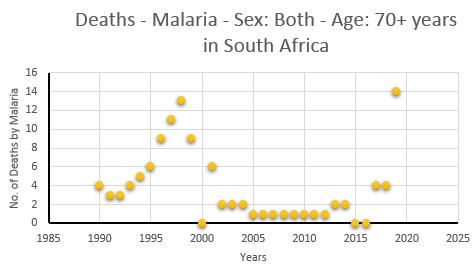 Deaths - Malaria - Sex: Both - Age: 70+ years
in South Africa
No. of Deaths by Malaria
16
14
12
10
8
6
4
2
0
1985 1990 1995 2000 2005 2010 2015 2020 2025
Years